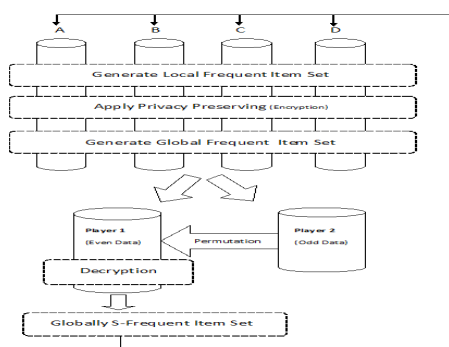 A B C D
Generate Local Frequent Item Set
Apply Privacy Preserving (Encryption)
Generate Global Frequent Item Set
Player 1
(Even Data)
Permutation
Player 2
(Odd Data)
Decryption
Globally S-Frequent Item Set